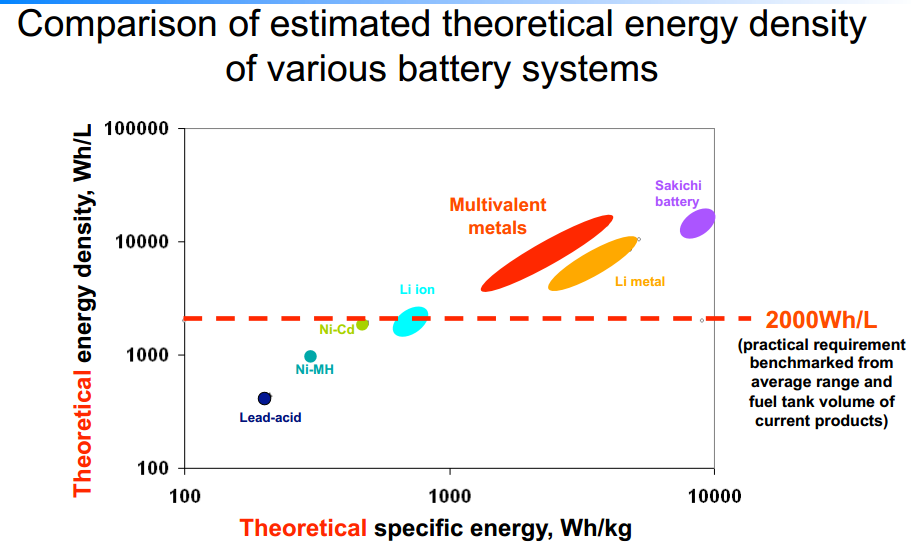 Comparison of estimated theoretical energy density
of various battery systems
Theoretical energy density, Wh/L
100000
10000
1000
100
Sakichi
battery
Multivalent
metals
Li metal
Li ion
Ni-Cd
Ni-MH
Lead-acid
2000Wh/L
(practical requirement
benchmarked from
average range and
fuel tank volume of
current products)
100
1000
10000
Theoretical specific energy, Wh/kg